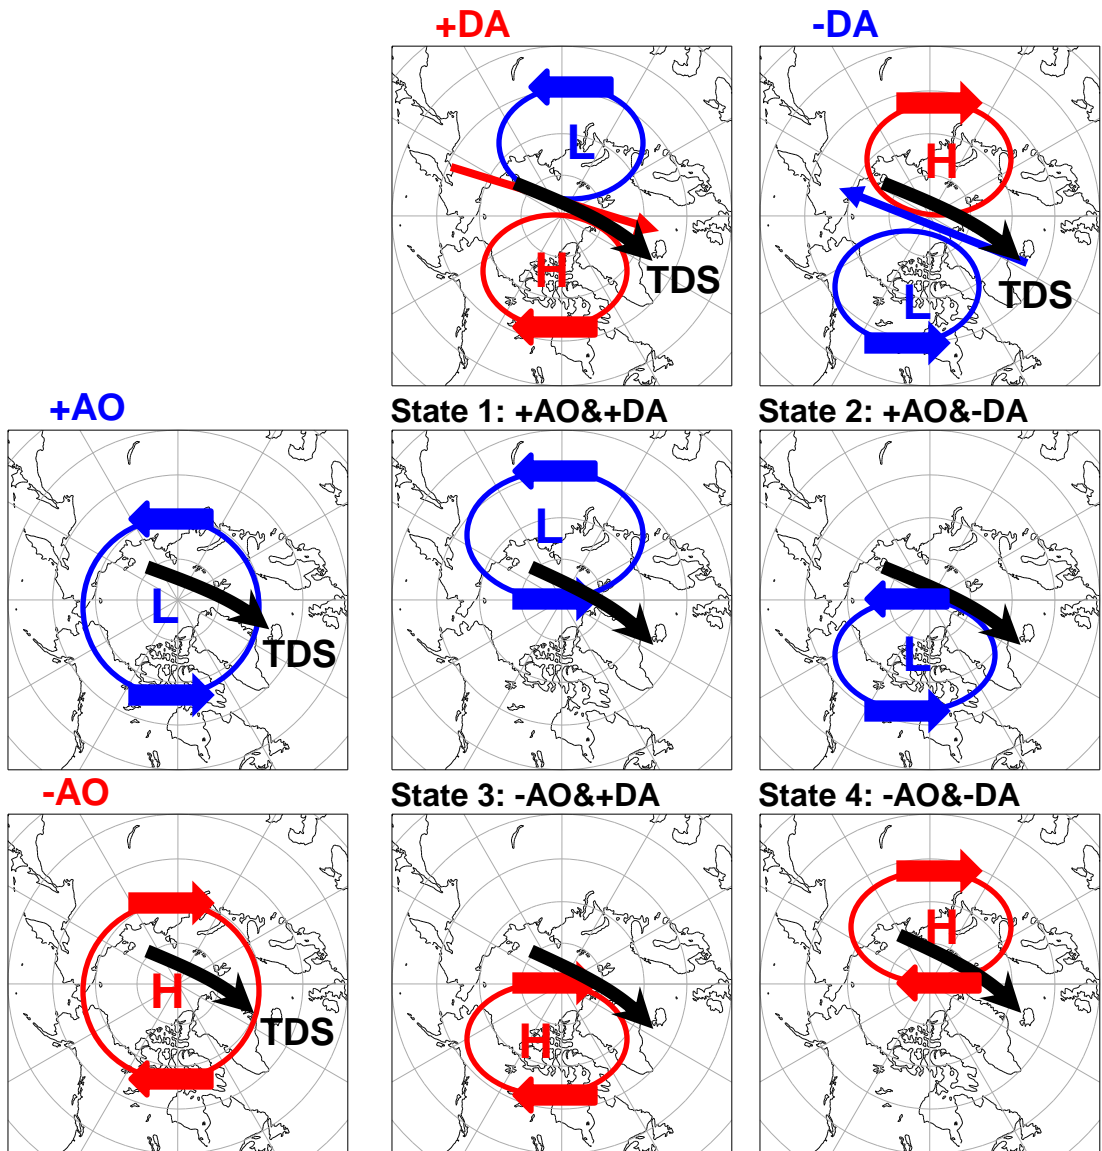 +DA
-DA
L
H
TDS
H
L
TDS
+AO
State 1: +AO&+DA
State 2: +AO&-DA
L
TDS
L
L
-AO
State 3: -AO&+DA
State 4: -AO&-DA
H
TDS
H
H